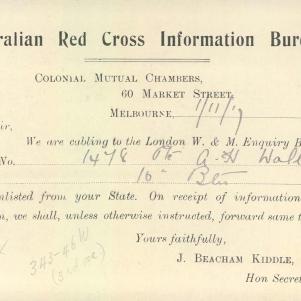 ralian Red Cross Information Bure
COLONIAL MUTUAL CHAMBERS,
60 MARKET STREET,
MELBOURNE, 1/11/17
ir,
We are cabling to the London W. & M. Enquiry B
No. 1478 Pte A. H. Wall
10th Btn
nlisted from your State. On receipt of information
n, we shall, unless otherwise instructed, forward same t
Yours faithfully,
J. BEACHAM KIDDLE,
Hon Secre